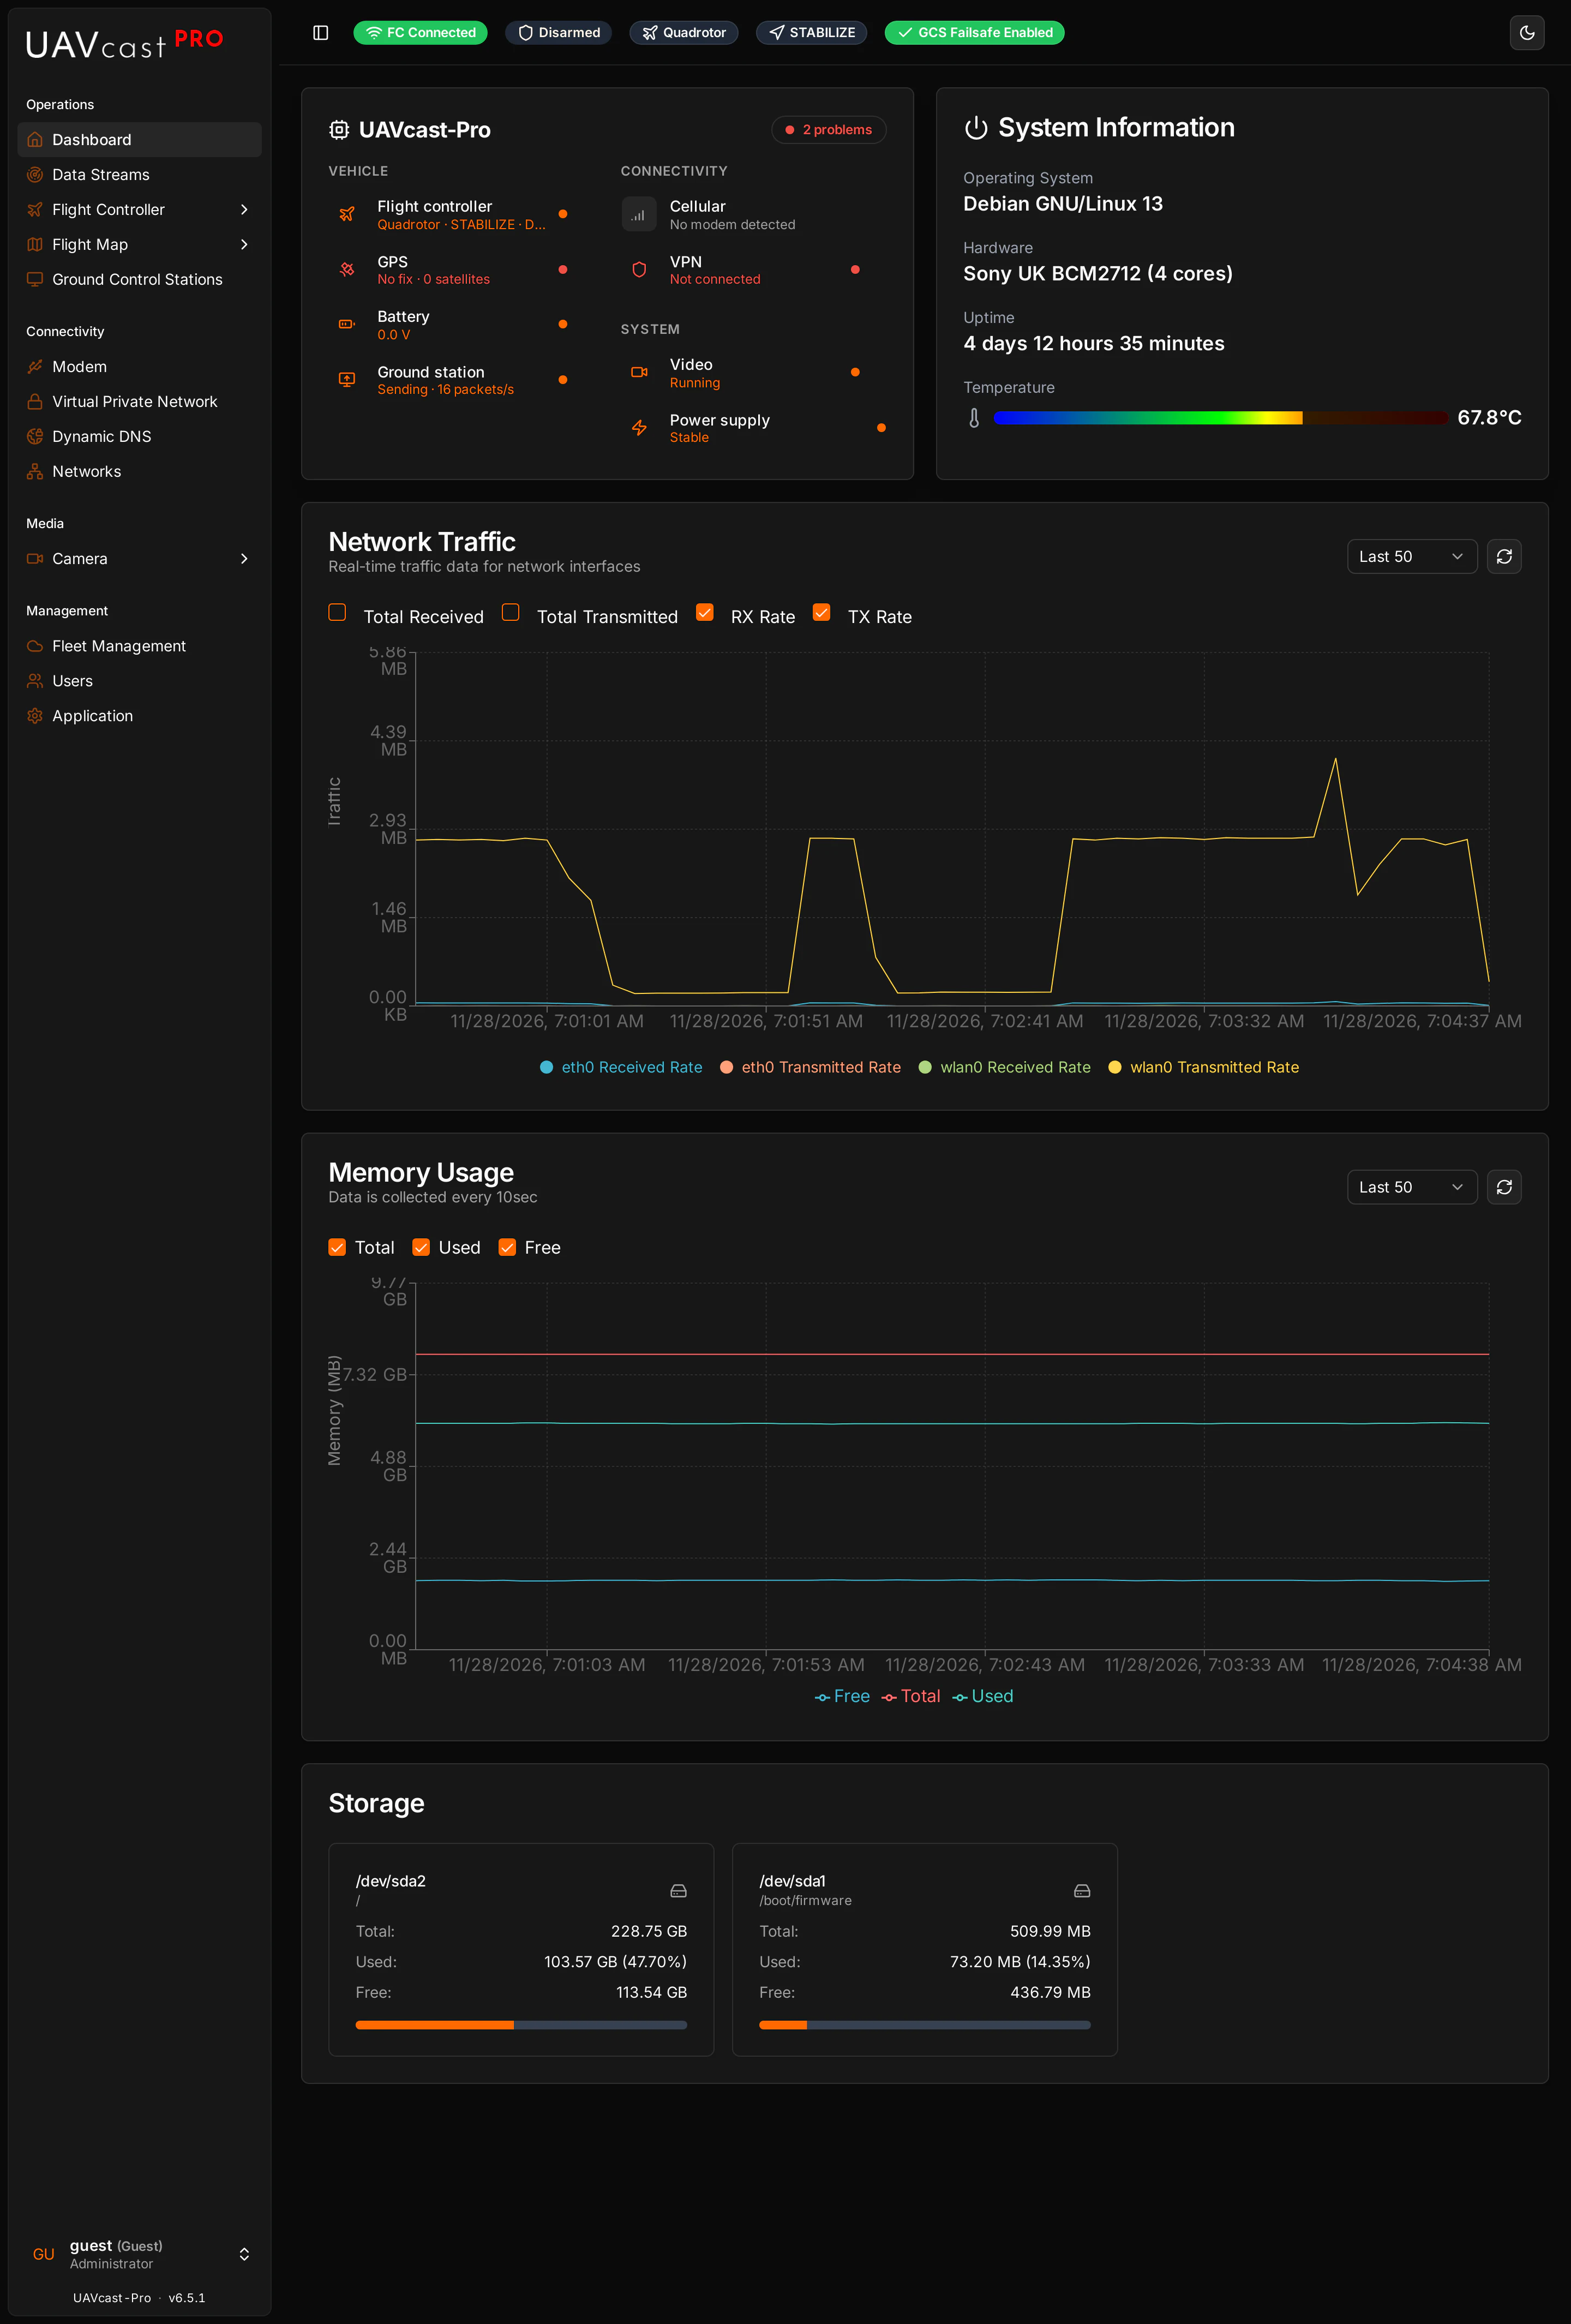 UAVcast PRO
Operations
Dashboard
Data Streams
Flight Controller
Flight Map
Ground Control Stations
Connectivity
Modem
Virtual Private Network
Dynamic DNS
Networks
Media
Camera
Management
Fleet Management
Users
Application
GU
guest (Guest)
Administrator
UAVcast-Pro · v6.5.1
FC Connected
Disarmed
Quadrotor
STABILIZE
GCS Failsafe Enabled
UAVcast-Pro
2 problems
VEHICLE
Flight controller
Quadrotor · STABILIZE · D...
GPS
No fix · 0 satellites
Battery
0.0 V
Ground station
Sending · 16 packets/s
CONNECTIVITY
Cellular
No modem detected
VPN
Not connected
SYSTEM
Video
Running
Power supply
Stable
System Information
Operating System
Debian GNU/Linux 13
Hardware
Sony UK BCM2712 (4 cores)
Uptime
4 days 12 hours 35 minutes
Temperature
67.8°C
Network Traffic
Real-time traffic data for network interfaces
Last 50
Total Received
Total Transmitted
RX Rate
TX Rate
Traffic
5.86
MB
4.39
MB
2.93
MB
1.46
MB
0.00
KB
11/28/2026, 7:01:01 AM
11/28/2026, 7:01:51 AM
11/28/2026, 7:02:41 AM
11/28/2026, 7:03:32 AM
11/28/2026, 7:04:37 AM
eth0 Received Rate
eth0 Transmitted Rate
wlan0 Received Rate
wlan0 Transmitted Rate
Memory Usage
Data is collected every 10sec
Last 50
Total
Used
Free
Memory (MB)
9.77
GB
7.32 GB
4.88
GB
2.44
GB
0.00
MB
11/28/2026, 7:01:03 AM
11/28/2026, 7:01:53 AM
11/28/2026, 7:02:43 AM
11/28/2026, 7:03:33 AM
11/28/2026, 7:04:38 AM
Free
Total
Used
Storage
/dev/sda2
/
Total: 228.75 GB
Used: 103.57 GB (47.70%)
Free: 113.54 GB
/dev/sda1
/boot/firmware
Total: 509.99 MB
Used: 73.20 MB (14.35%)
Free: 436.79 MB